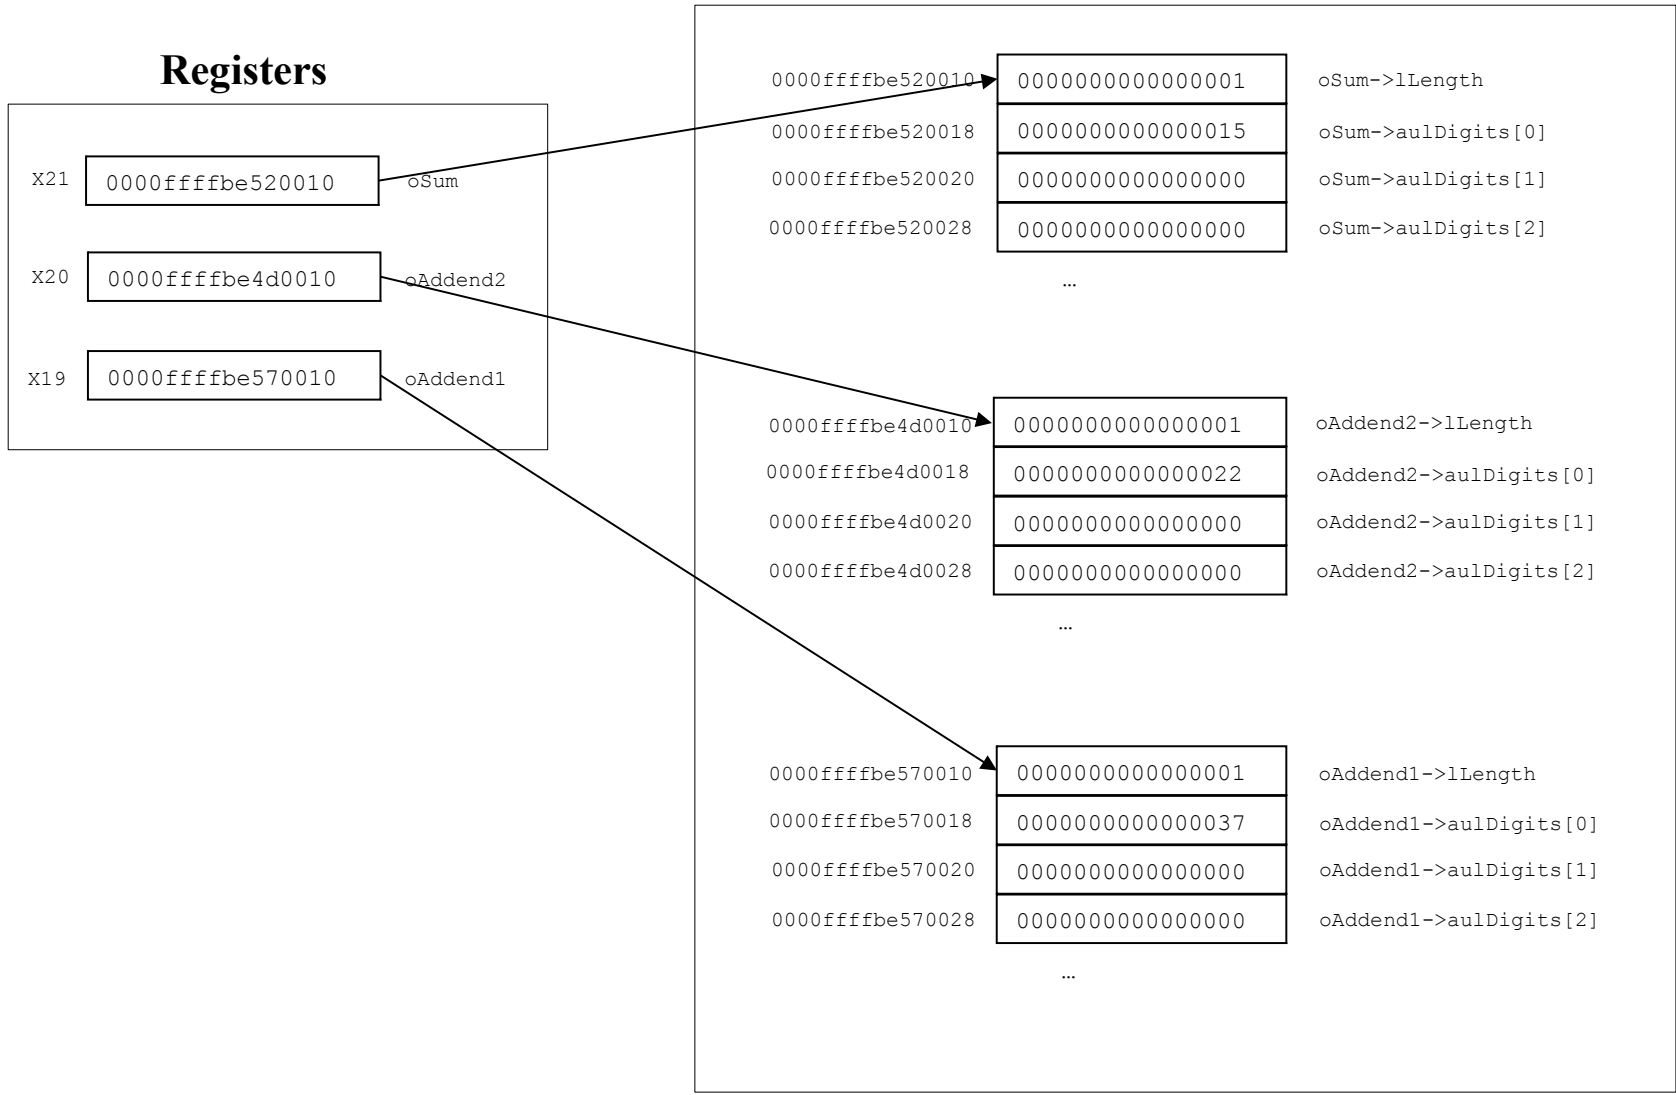 Registers
X21 0000ffffbe520010 oSum
X20 0000ffffbe4d0010 oAddend2
X19 0000ffffbe570010 oAddend1
0000ffffbe520010 0000000000000001 oSum->lLength
0000ffffbe520018 0000000000000015 oSum->aulDigits[0]
0000ffffbe520020 0000000000000000 oSum->aulDigits[1]
0000ffffbe520028 0000000000000000 oSum->aulDigits[2]
…
0000ffffbe4d0010 0000000000000001 oAddend2->lLength
0000ffffbe4d0018 0000000000000022 oAddend2->aulDigits[0]
0000ffffbe4d0020 0000000000000000 oAddend2->aulDigits[1]
0000ffffbe4d0028 0000000000000000 oAddend2->aulDigits[2]
…
0000ffffbe570010 0000000000000001 oAddend1->lLength
0000ffffbe570018 0000000000000037 oAddend1->aulDigits[0]
0000ffffbe570020 0000000000000000 oAddend1->aulDigits[1]
0000ffffbe570028 0000000000000000 oAddend1->aulDigits[2]
…